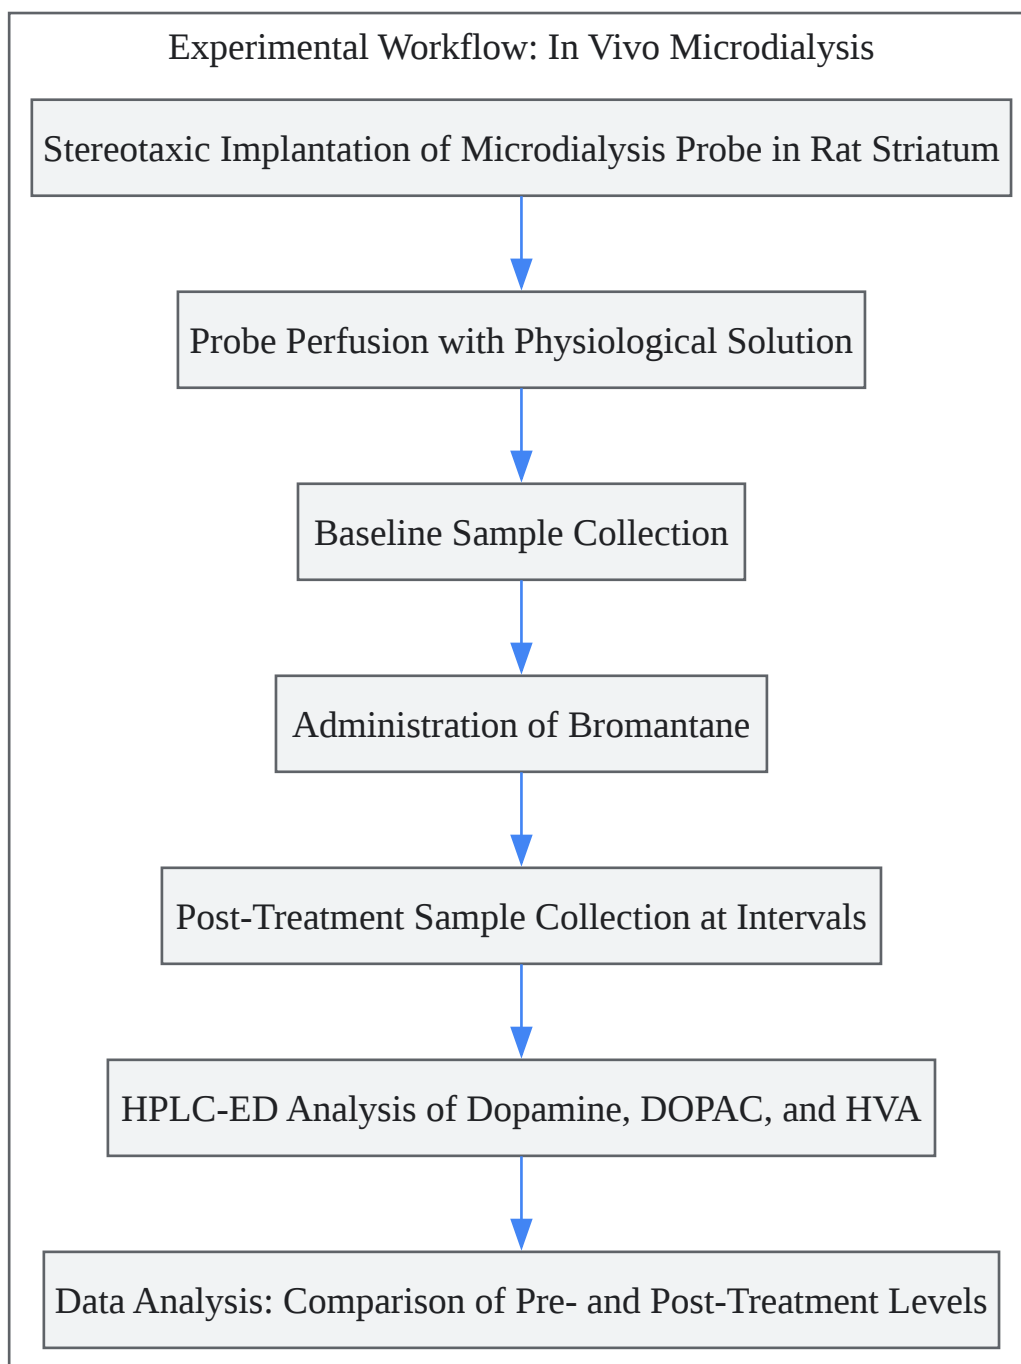 Experimental Workflow: In Vivo Microdialysis
Stereotaxic Implantation of Microdialysis Probe in Rat Striatum
Probe Perfusion with Physiological Solution
Baseline Sample Collection
Administration of Bromantane
Post-Treatment Sample Collection at Intervals
HPLC-ED Analysis of Dopamine, DOPAC, and HVA
Data Analysis: Comparison of Pre- and Post-Treatment Levels